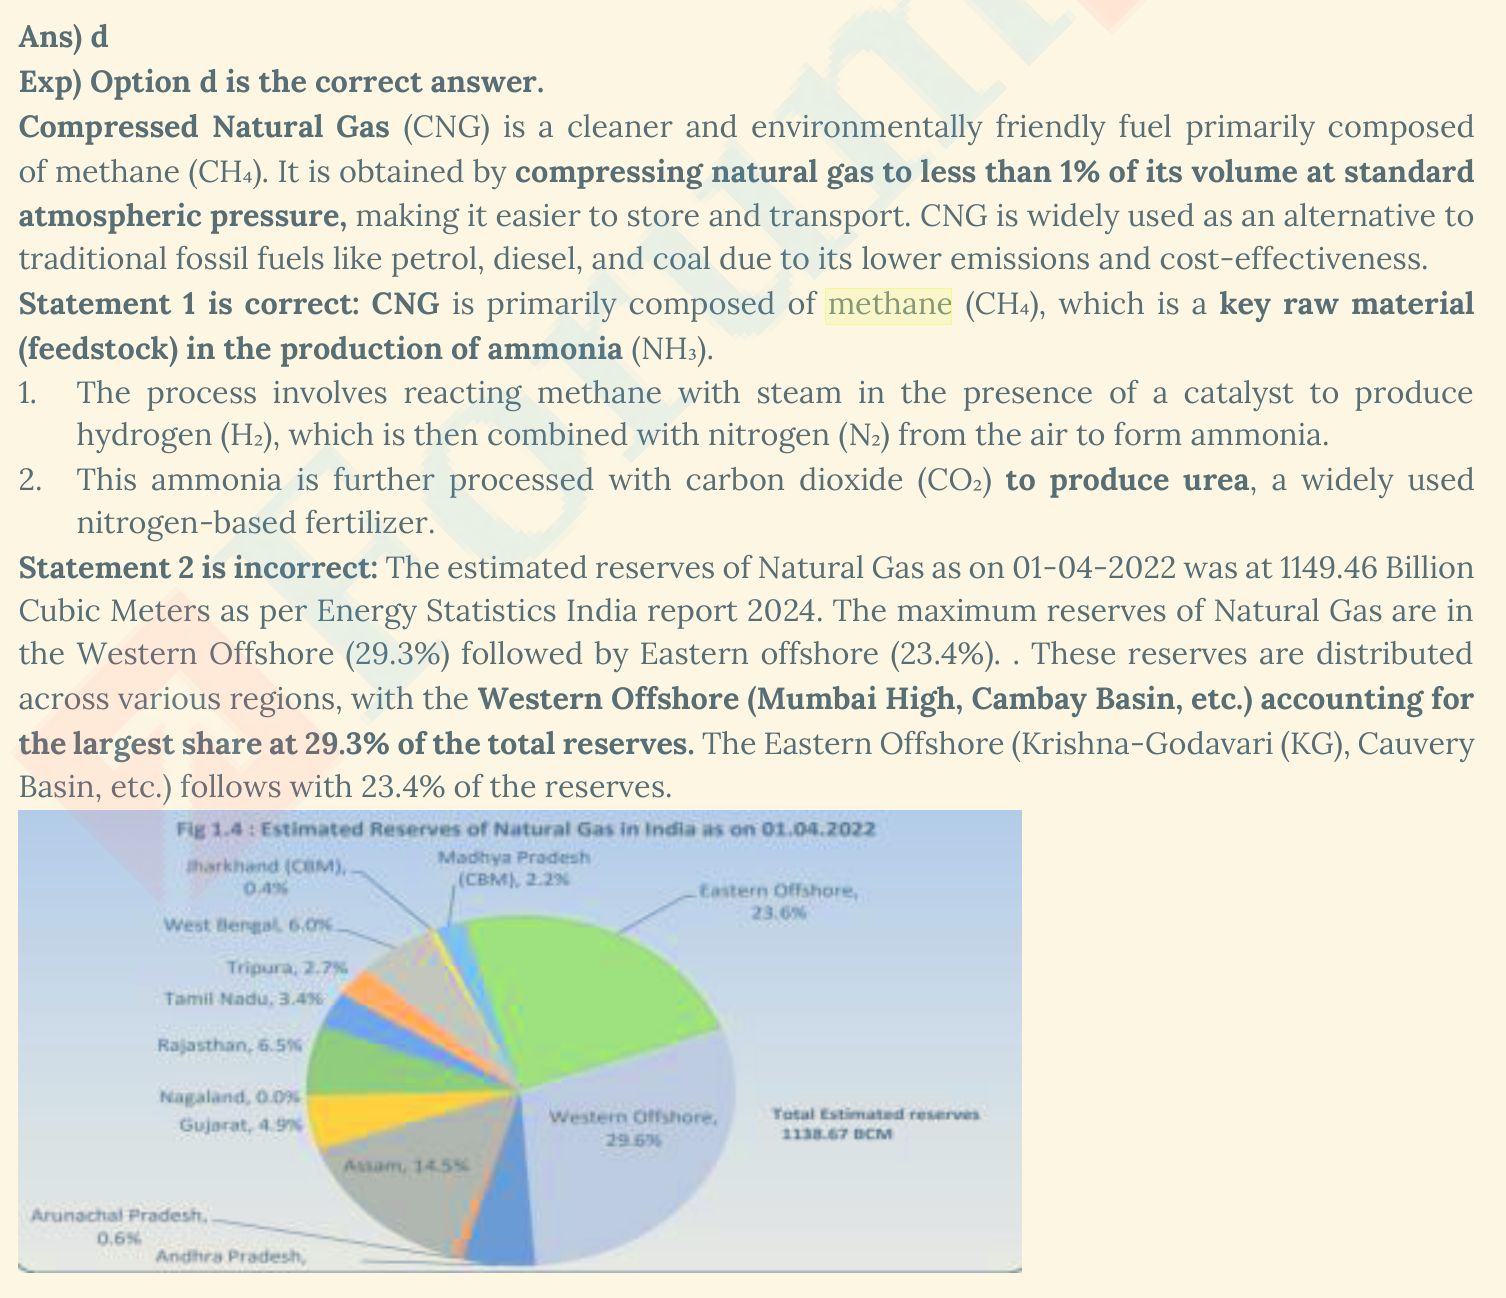 Ans) d
Exp) Option d is the correct answer.
Compressed Natural Gas (CNG) is a cleaner and environmentally friendly fuel primarily composed
of methane (CH₄). It is obtained by compressing natural gas to less than 1% of its volume at standard
atmospheric pressure, making it easier to store and transport. CNG is widely used as an alternative to
traditional fossil fuels like petrol, diesel, and coal due to its lower emissions and cost-effectiveness.
Statement 1 is correct: CNG is primarily composed of methane (CH₄), which is a key raw material
(feedstock) in the production of ammonia (NH₃).
1. The process involves reacting methane with steam in the presence of a catalyst to produce
hydrogen (H₂), which is then combined with nitrogen (N₂) from the air to form ammonia.
2. This ammonia is further processed with carbon dioxide (CO₂) to produce urea, a widely used
nitrogen-based fertilizer.
Statement 2 is incorrect: The estimated reserves of Natural Gas as on 01-04-2022 was at 1149.46 Billion
Cubic Meters as per Energy Statistics India report 2024. The maximum reserves of Natural Gas are in
the Western Offshore (29.3%) followed by Eastern offshore (23.4%). . These reserves are distributed
across various regions, with the Western Offshore (Mumbai High, Cambay Basin, etc.) accounting for
the largest share at 29.3% of the total reserves. The Eastern Offshore (Krishna-Godavari (KG), Cauvery
Basin, etc.) follows with 23.4% of the reserves.
Fig 1.4 : Estimated Reserves of Natural Gas in India as on 01.04.2022
Jharkhand (CBM),
0.4%
Madhya Pradesh
(CBM), 2.2%
Eastern Offshore,
23.6%
West Bengal, 6.0%
Tripura, 2.7%
Tamil Nadu, 3.4%
Rajasthan, 6.5%
Nagaland, 0.0%
Gujarat, 4.9%
Western Offshore,
29.6%
Total Estimated reserves
1138.67 BCM
Assam, 14.5%
Arunachal Pradesh,
0.6%
Andhra Pradesh,
Forum